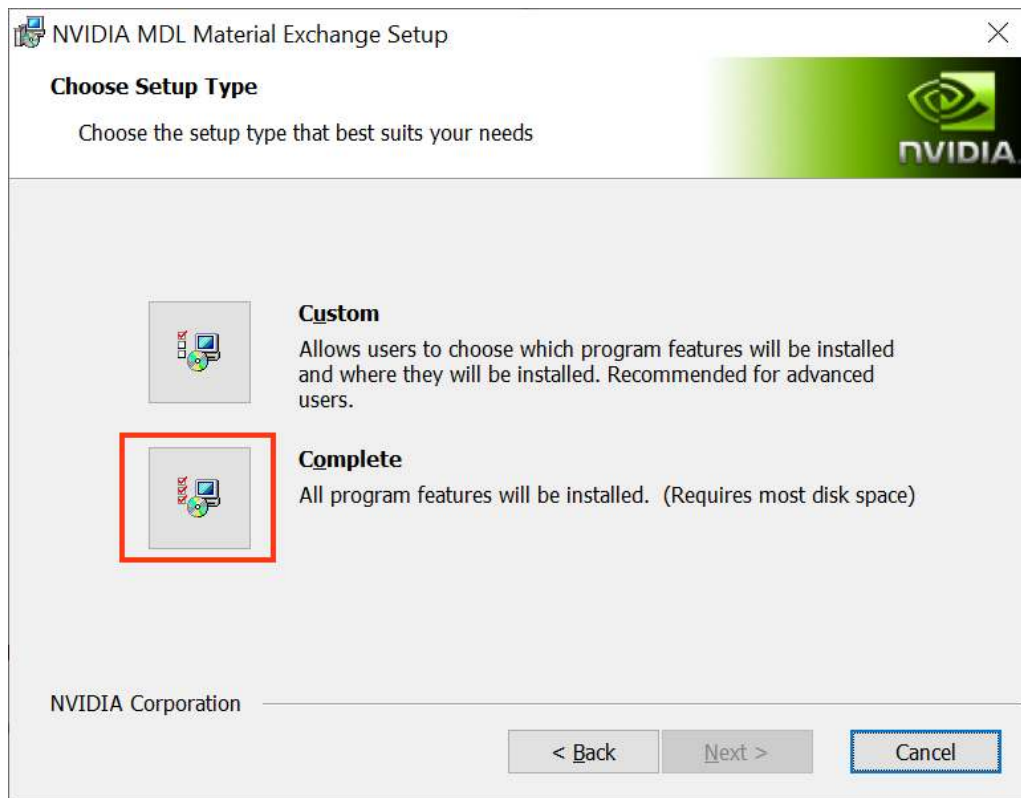 NVIDIA MDL Material Exchange Setup
Choose Setup Type
Choose the setup type that best suits your needs
NVIDIA
Custom
Allows users to choose which program features will be installed
and where they will be installed. Recommended for advanced
users.
Complete
All program features will be installed.  (Requires most disk space)
NVIDIA Corporation
< Back
Next >
Cancel